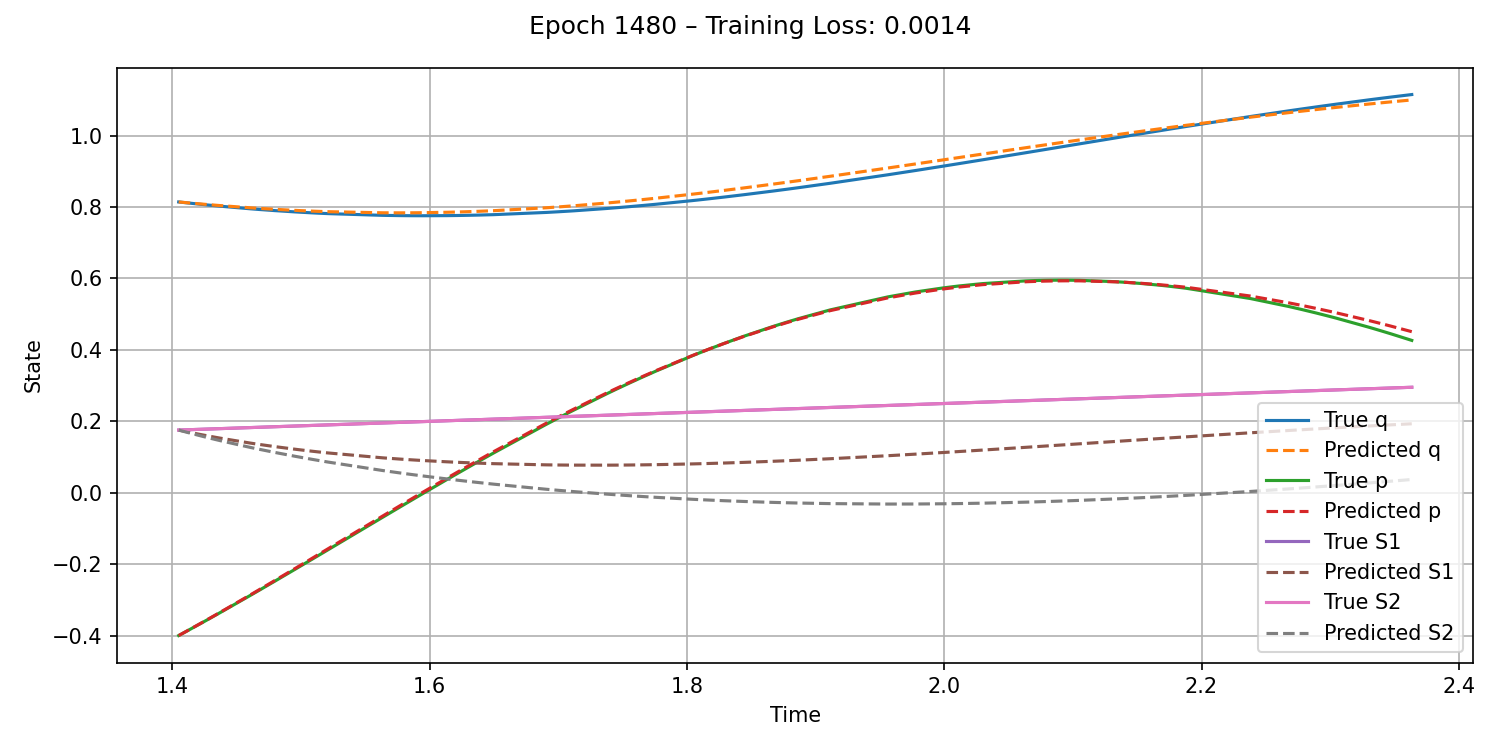 Epoch 1480 – Training Loss: 0.0014
1.0
0.8
0.6
0.4
0.2
0.0
−0.2
−0.4
State
1.4
1.6
1.8
2.0
2.2
2.4
Time
True q
Predicted q
True p
Predicted p
True S1
Predicted S1
True S2
Predicted S2